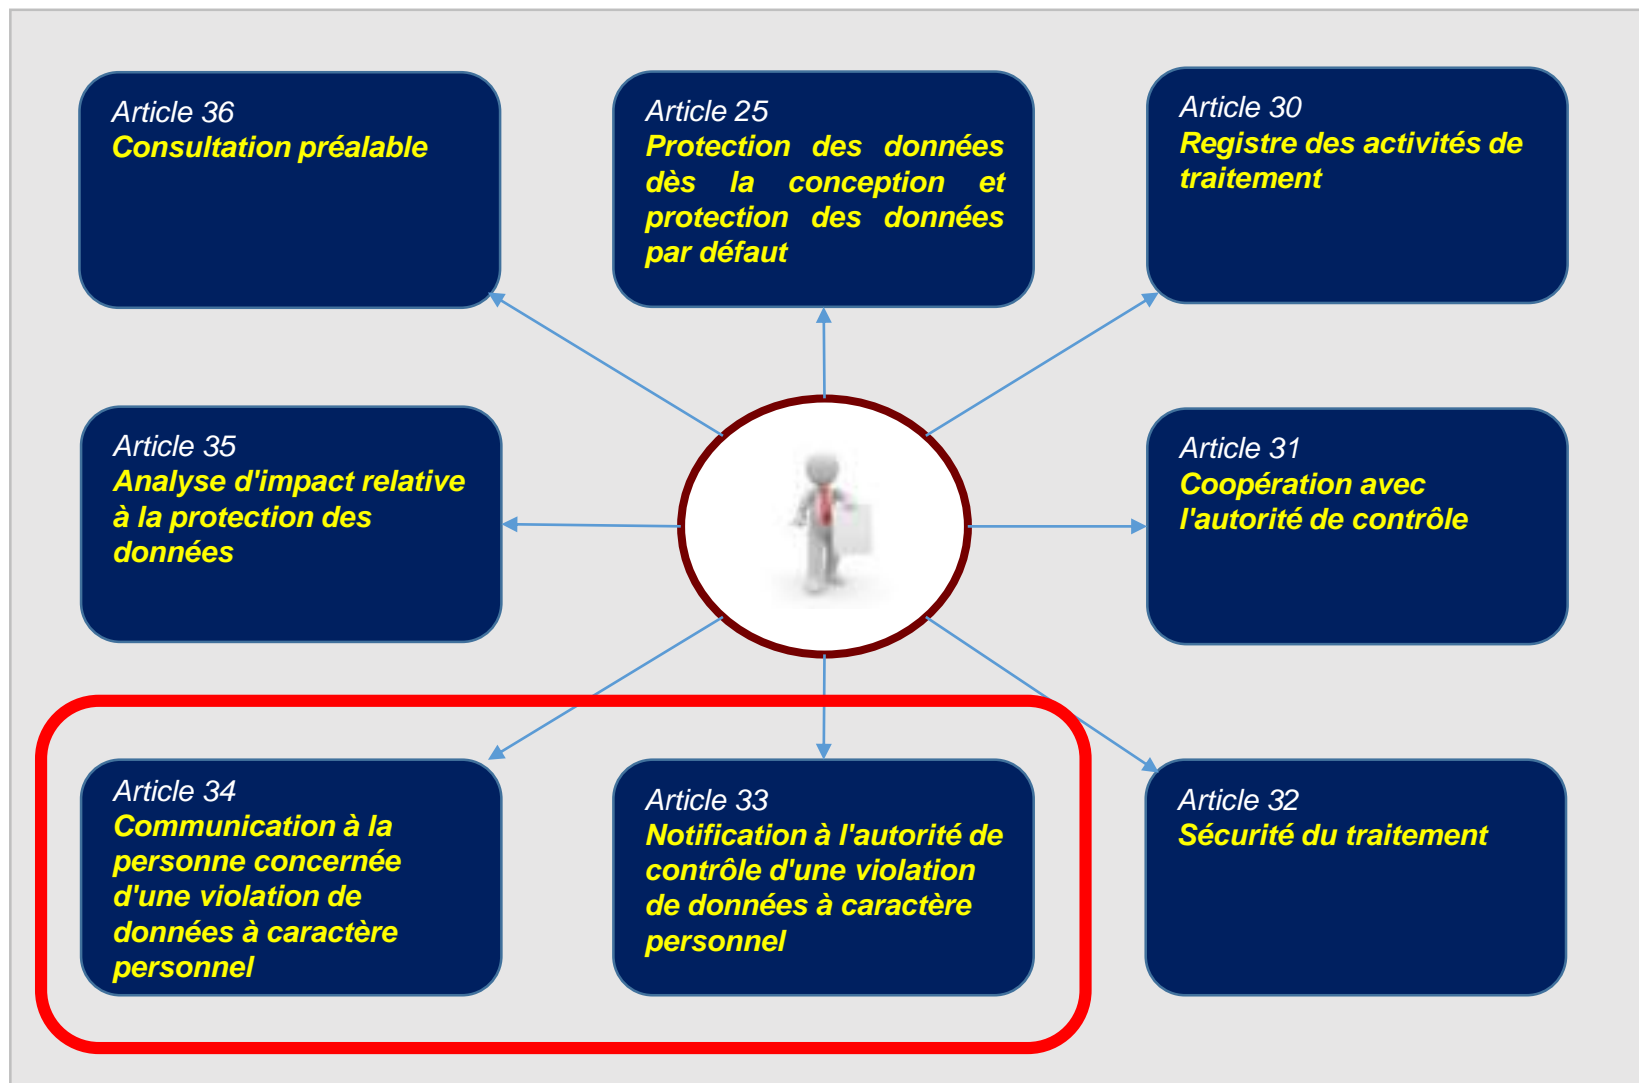 Article 36
Consultation préalable
Article 25
Protection des données
dès la conception et
protection des données
par défaut
Article 30
Registre des activités de
traitement
Article 35
Analyse d'impact relative
à la protection des
données
Article 31
Coopération avec
l'autorité de contrôle
Article 34
Communication à la
personne concernée
d'une violation de
données à caractère
personnel
Article 33
Notification à l'autorité de
contrôle d'une violation
de données à caractère
personnel
Article 32
Sécurité du traitement